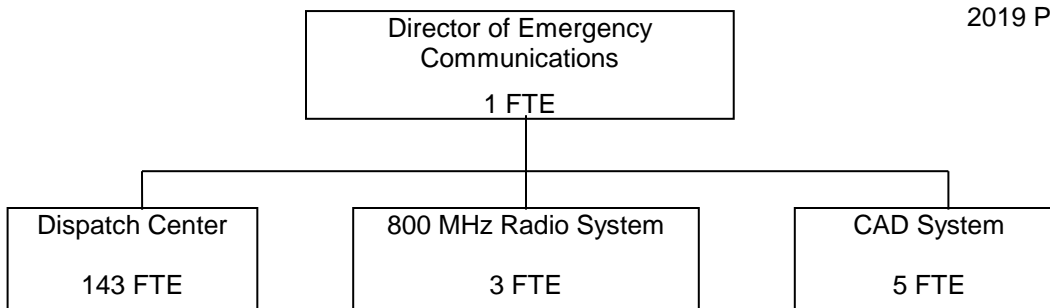 2019 P
Director of Emergency
Communications
1 FTE
Dispatch Center
143 FTE
800 MHz Radio System
3 FTE
CAD System
5 FTE